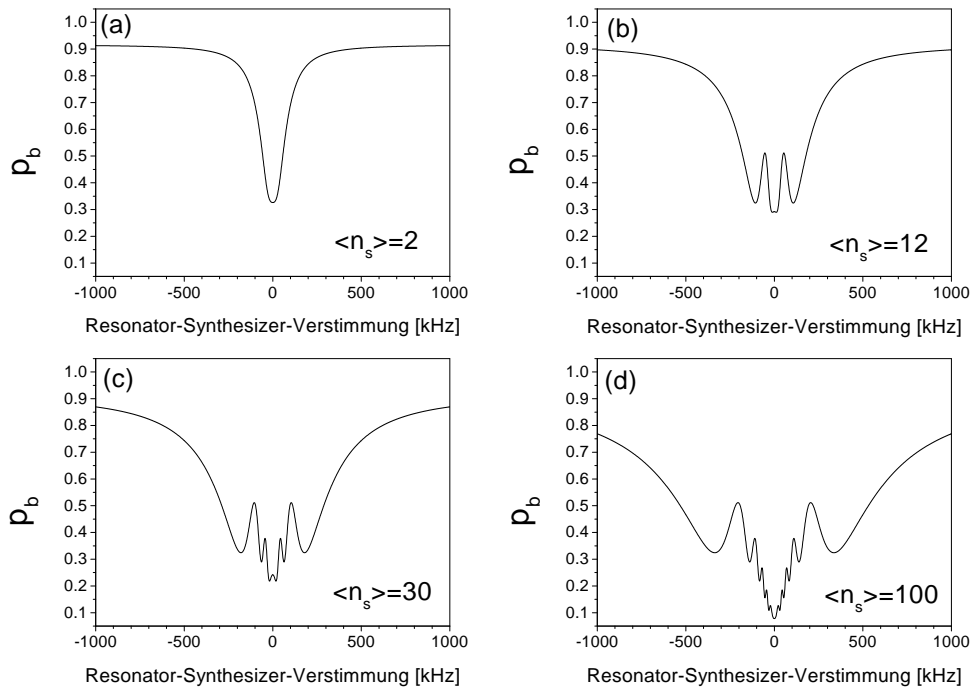 (a)
1.0
0.9
0.8
0.7
0.6
0.5
0.4
0.3
0.2
0.1
p_b
<n_s>=2
-1000 -500 0 500 1000
Resonator-Synthesizer-Verstimmung [kHz]
(b)
1.0
0.9
0.8
0.7
0.6
0.5
0.4
0.3
0.2
0.1
p_b
<n_s>=12
-1000 -500 0 500 1000
Resonator-Synthesizer-Verstimmung [kHz]
(c)
1.0
0.9
0.8
0.7
0.6
0.5
0.4
0.3
0.2
0.1
p_b
<n_s>=30
-1000 -500 0 500 1000
Resonator-Synthesizer-Verstimmung [kHz]
(d)
1.0
0.9
0.8
0.7
0.6
0.5
0.4
0.3
0.2
0.1
p_b
<n_s>=100
-1000 -500 0 500 1000
Resonator-Synthesizer-Verstimmung [kHz]